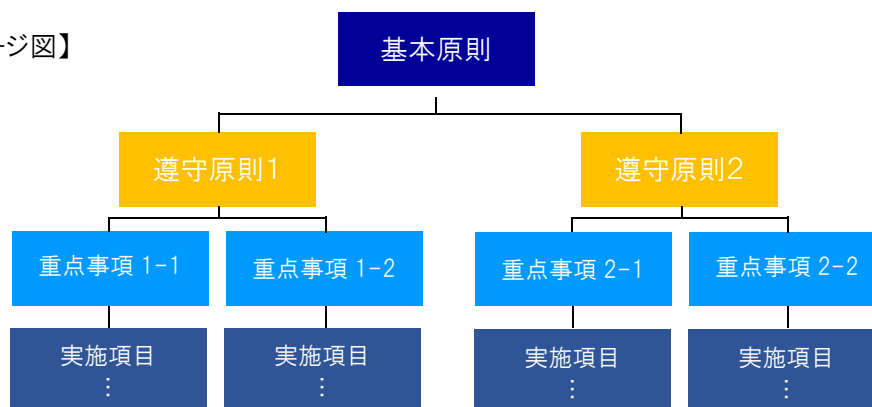 ージ図】
基本原則
遵守原則1
遵守原則2
重点事項 1-1
重点事項 1-2
重点事項 2-1
重点事項 2-2
実施項目
⋮
実施項目
⋮
実施項目
⋮
実施項目
⋮